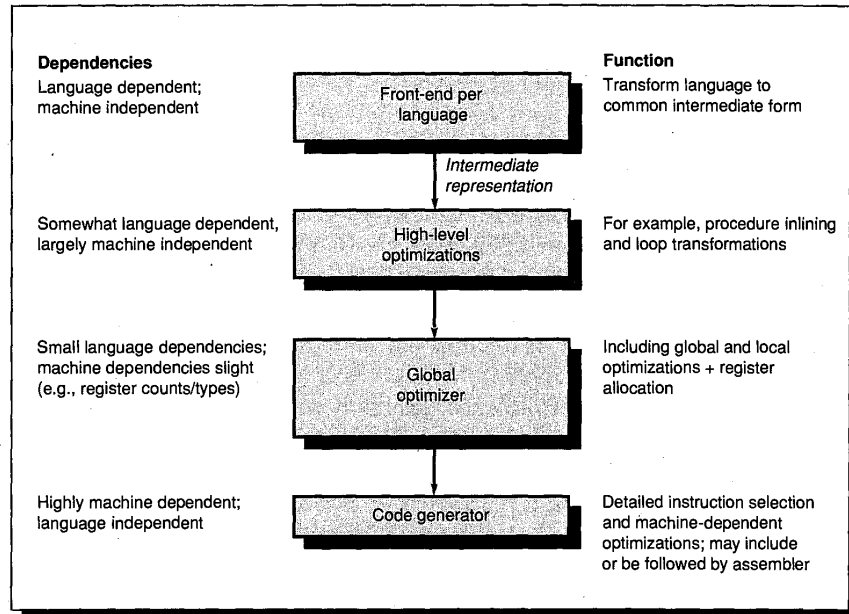 Dependencies
Language dependent;
machine independent
Front-end per
language
Function
Transform language to
common intermediate form
Intermediate
representation
Somewhat language dependent,
largely machine independent
High-level
optimizations
For example, procedure inlining
and loop transformations
Small language dependencies;
machine dependencies slight
(e.g., register counts/types)
Global
optimizer
Including global and local
optimizations + register
allocation
Highly machine dependent;
language independent
Code generator
Detailed instruction selection
and machine-dependent
optimizations; may include
or be followed by assembler